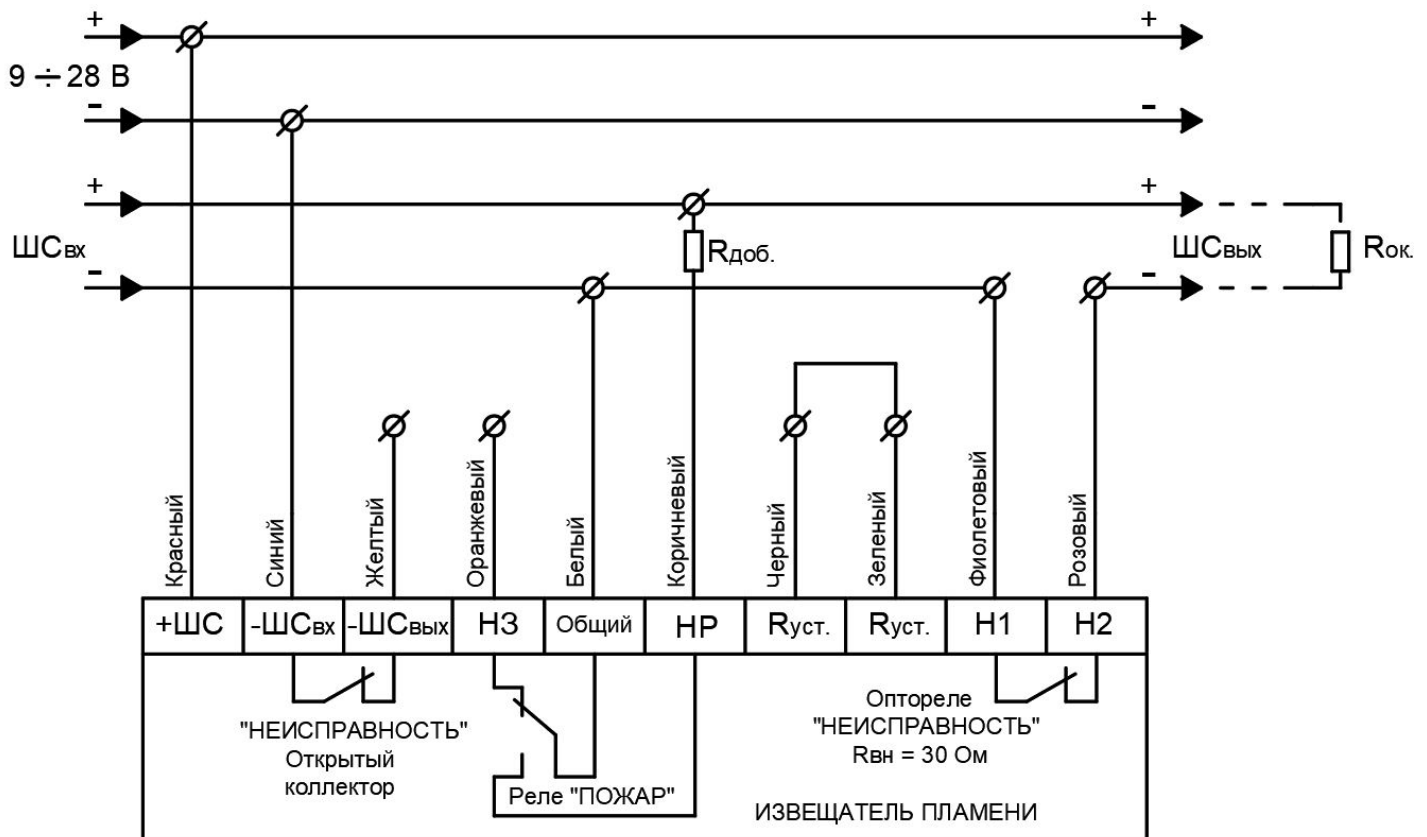 + +
9 ÷ 28 В
- -
+ +
ШСвх Rдоб. ШСвых Rок.
- -
Красный
Синий
Желтый
Оранжевый
Белый
Коричневый
Черный
Зеленый
Фиолетовый
Розовый
+ШС -ШСвх -ШСвых НЗ Общий НР Rуст. Rуст. Н1 Н2
"НЕИСПРАВНОСТЬ"
Открытый
коллектор
Реле "ПОЖАР"
Оптореле
"НЕИСПРАВНОСТЬ"
Rвн = 30 Ом
ИЗВЕЩАТЕЛЬ ПЛАМЕНИ